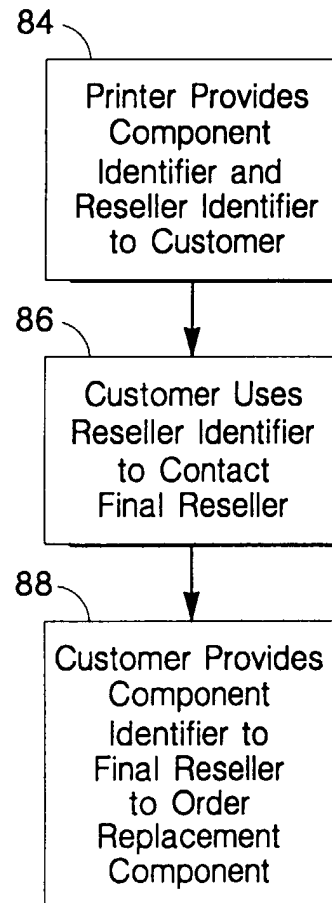 84
Printer Provides
Component
Identifier and
Reseller Identifier
to Customer
86
Customer Uses
Reseller Identifier
to Contact
Final Reseller
88
Customer Provides
Component
Identifier to
Final Reseller
to Order
Replacement
Component